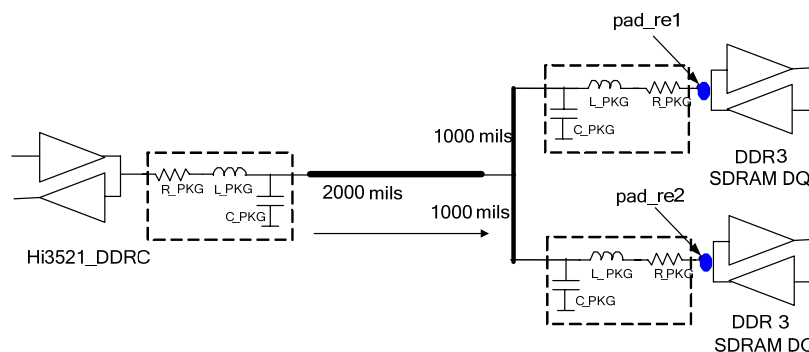 pad_re1
L_PKG
R_PKG
C_PKG
1000 mils
DDR3
SDRAM DQ
R_PKG
L_PKG
C_PKG
2000 mils
1000 mils
pad_re2
Hi3521_DDRC
L_PKG
R_PKG
C_PKG
DDR 3
SDRAM DQ